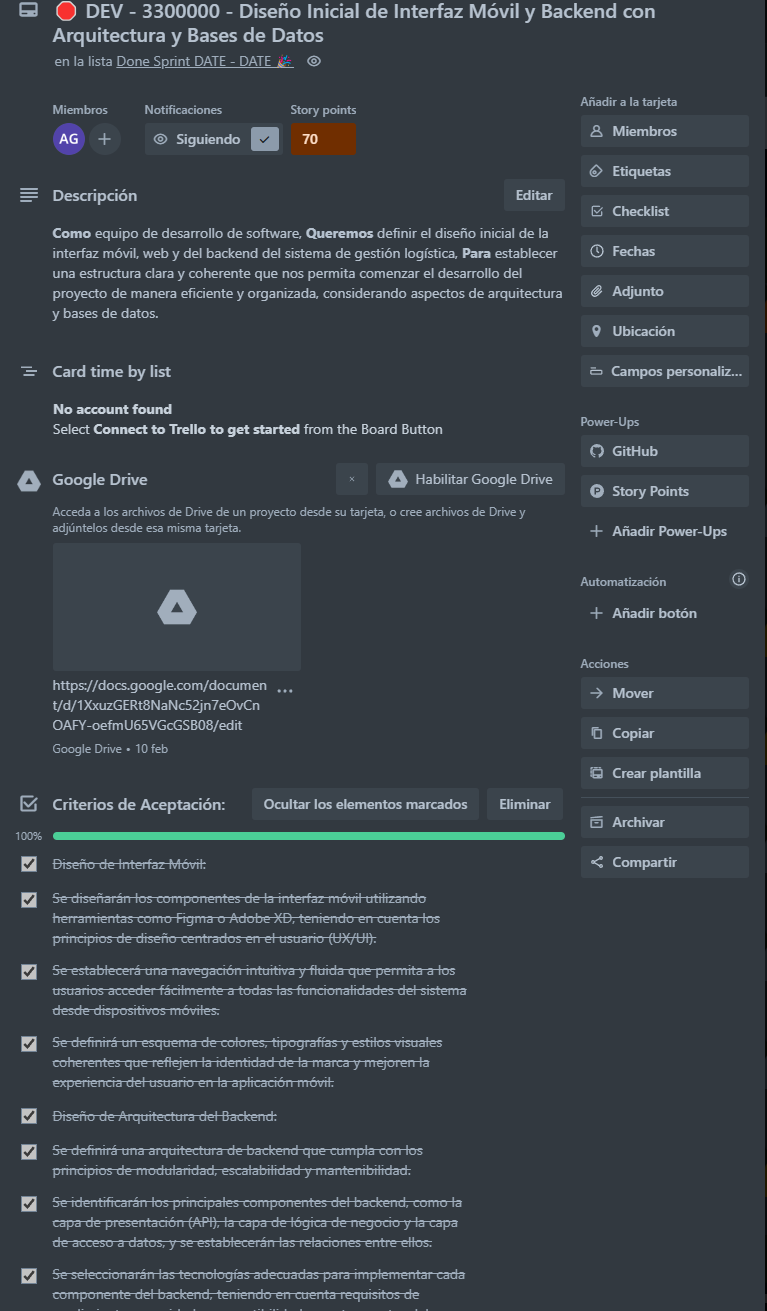 DEV - 3300000 - Diseño Inicial de Interfaz Móvil y Backend con
Arquitectura y Bases de Datos
en la lista Done Sprint DATE - DATE 🎉
Miembros
Notificaciones
Story points
AG
Siguiendo
70
Descripción
Editar
Como equipo de desarrollo de software, Queremos definir el diseño inicial de la
interfaz móvil, web y del backend del sistema de gestión logística, Para establecer
una estructura clara y coherente que nos permita comenzar el desarrollo del
proyecto de manera eficiente y organizada, considerando aspectos de arquitectura
y bases de datos.
Card time by list
No account found
Select Connect to Trello to get started from the Board Button
Google Drive
×
Habilitar Google Drive
Acceda a los archivos de Drive de un proyecto desde su tarjeta, o cree archivos de Drive y
adjúntelos desde esa misma tarjeta.
https://docs.google.com/documen
t/d/1XxuzGERt8NaNc52jn7eOvCn
OAFY-oefmU65VGcGSB08/edit
Google Drive • 10 feb
Criterios de Aceptación:
Ocultar los elementos marcados
Eliminar
100%
Diseño de Interfaz Móvil:
Se diseñarán los componentes de la interfaz móvil utilizando
herramientas como Figma o Adobe XD, teniendo en cuenta los
principios de diseño centrados en el usuario (UX/UI).
Se establecerá una navegación intuitiva y fluida que permita a los
usuarios acceder fácilmente a todas las funcionalidades del sistema
desde dispositivos móviles.
Se definirá un esquema de colores, tipografías y estilos visuales
coherentes que reflejen la identidad de la marca y mejoren la
experiencia del usuario en la aplicación móvil.
Diseño de Arquitectura del Backend:
Se definirá una arquitectura de backend que cumpla con los
principios de modularidad, escalabilidad y mantenibilidad.
Se identificarán los principales componentes del backend, como la
capa de presentación (API), la capa de lógica de negocio y la capa
de acceso a datos, y se establecerán las relaciones entre ellos.
Se seleccionarán las tecnologías adecuadas para implementar cada
componente del backend, teniendo en cuenta requisitos de
Añadir a la tarjeta
Miembros
Etiquetas
Checklist
Fechas
Adjunto
Ubicación
Campos personaliz...
Power-Ups
GitHub
Story Points
Añadir Power-Ups
Automatización
Añadir botón
Acciones
Mover
Copiar
Crear plantilla
Archivar
Compartir